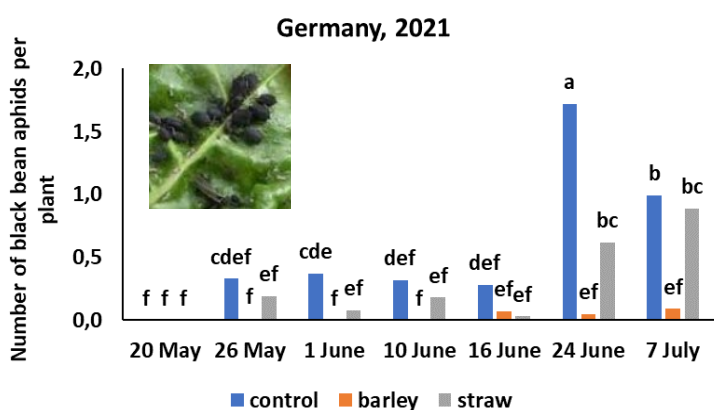 Germany, 2021
Number of black bean aphids per
plant
2,0
1,5
1,0
0,5
0,0
f f f
cdef f ef
cde f ef
def f ef
def ef ef
a ef bc
b ef bc
20 May 26 May 1 June 10 June 16 June 24 June 7 July
control barley straw